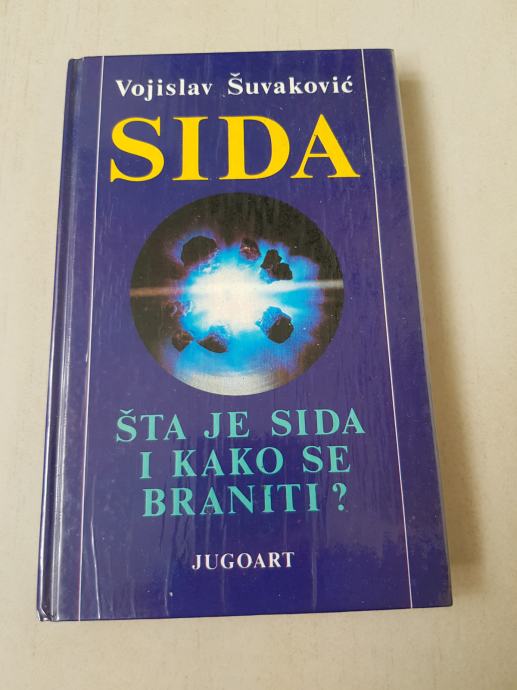 Vojislav Šuvaković
SIDA
ŠTA JE SIDA
I KAKO SE
BRANITI?
JUGOART